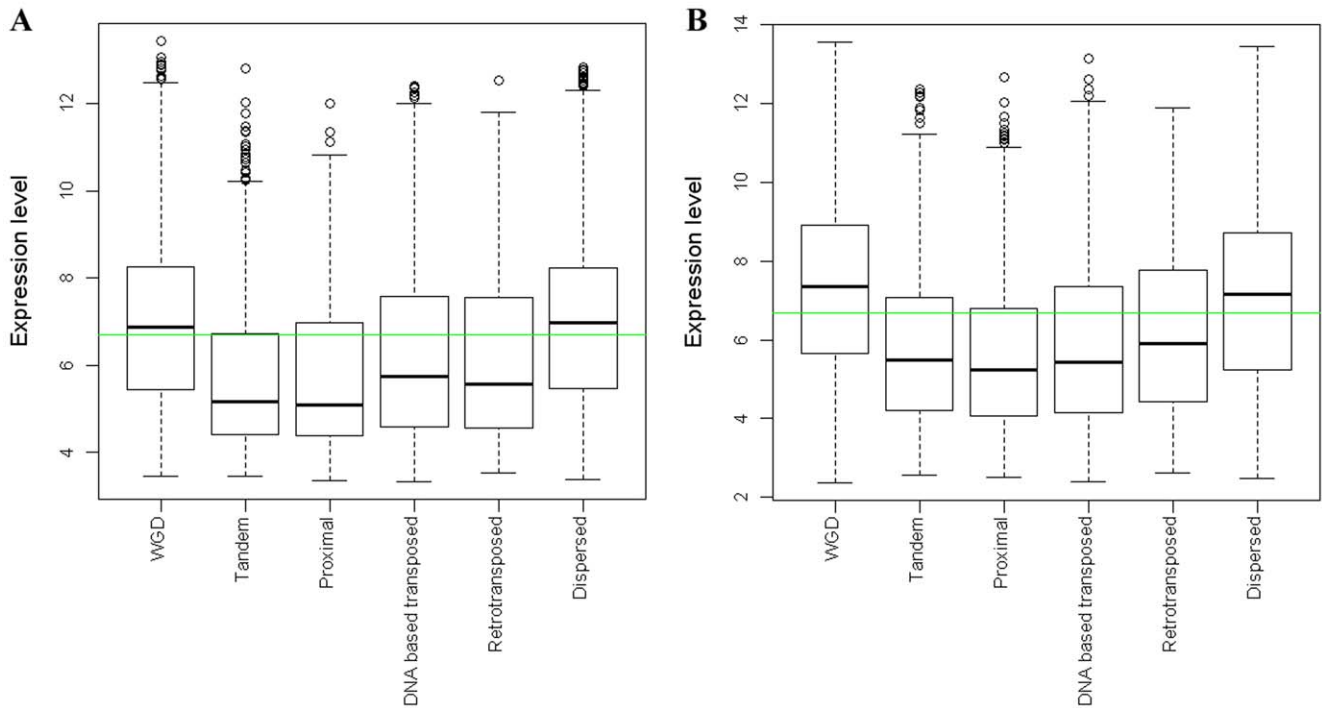 A
Expression level
12
10
8
6
4
WGD
Tandem
Proximal
DNA based transposed
Retrotransposed
Dispersed
B
Expression level
14
12
10
8
6
4
2
WGD
Tandem
Proximal
DNA based transposed
Retrotransposed
Dispersed